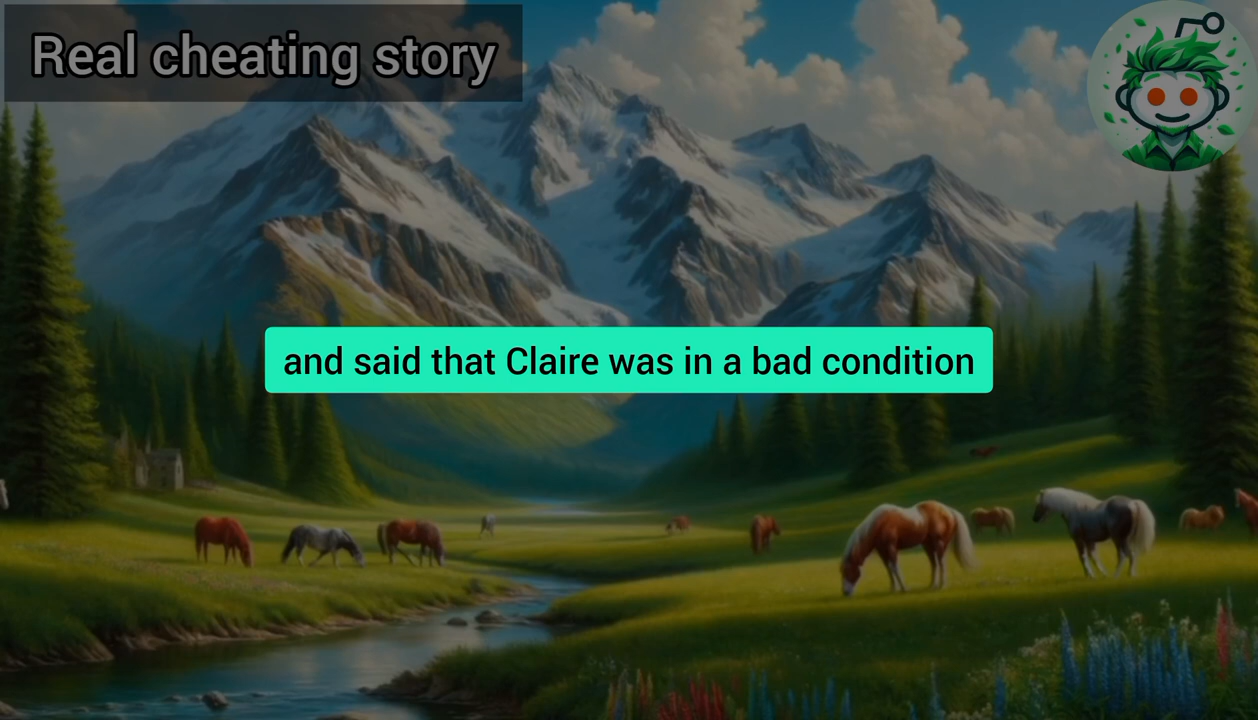 Real cheating story
and said that Claire was in a bad condition